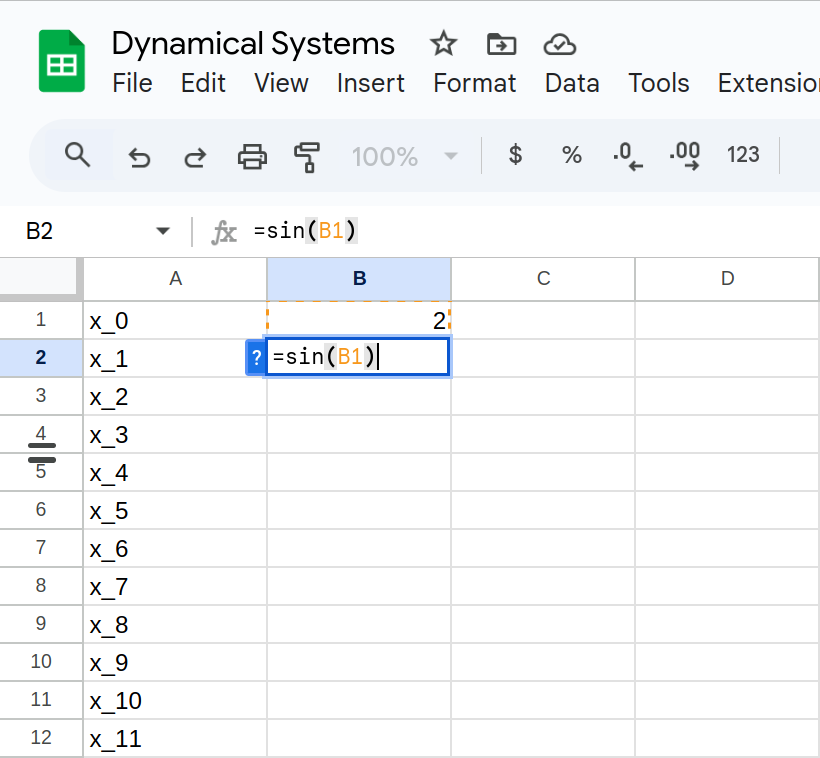 Dynamical Systems
File Edit View Insert Format Data Tools Extensio
100% $ % .0 .00 123
B2 fx =sin(B1)
A B C D
1 x_0 2
2 x_1 ? =sin(B1)
3 x_2
4 x_3
5 x_4
6 x_5
7 x_6
8 x_7
9 x_8
10 x_9
11 x_10
12 x_11